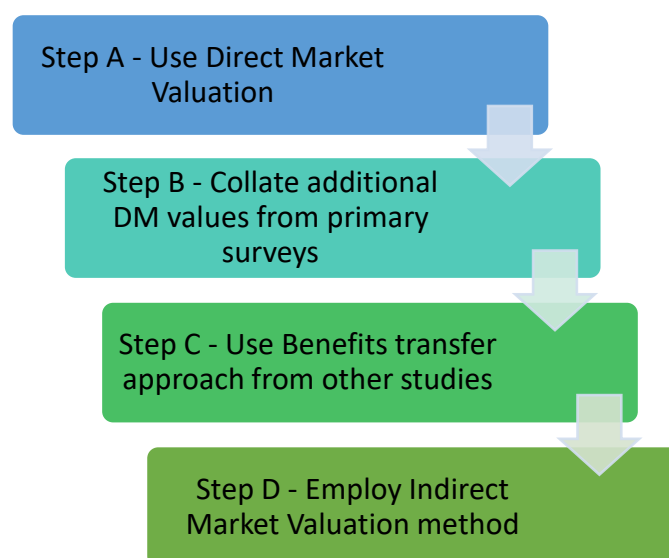 Step A - Use Direct Market
Valuation
Step B - Collate additional
DM values from primary
surveys
Step C - Use Benefits transfer
approach from other studies
Step D - Employ Indirect
Market Valuation method